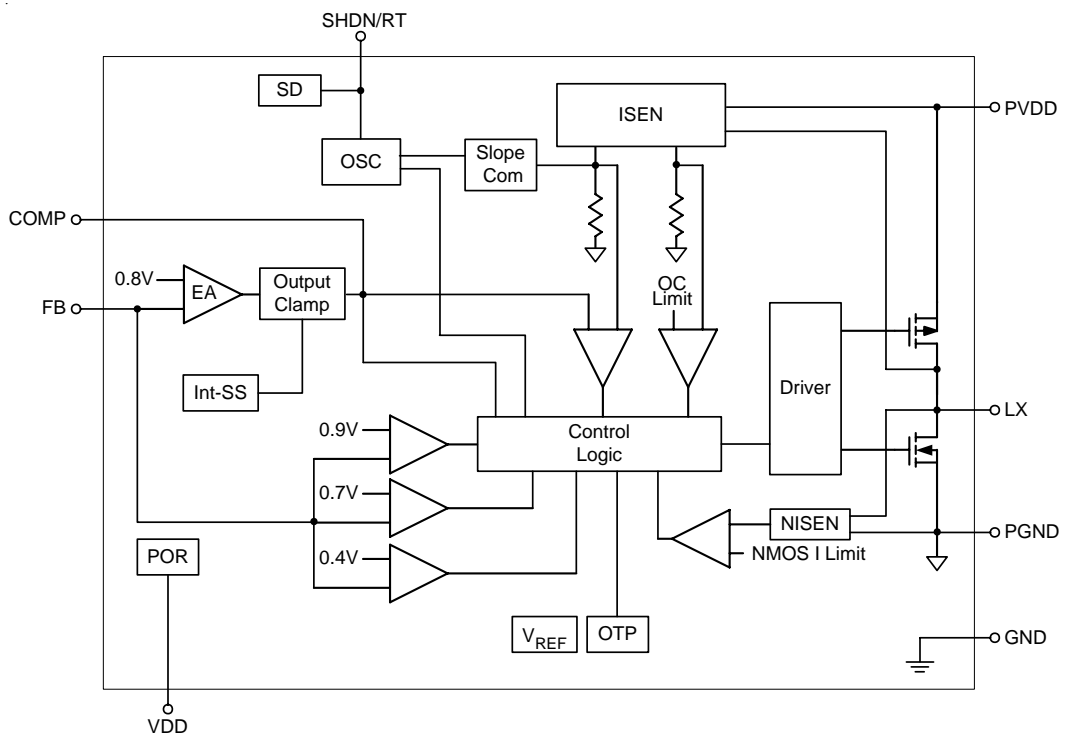 SHDN/RT
SD
ISEN
PVDD
OSC
Slope
Com
COMP
0.8V
EA
Output
Clamp
OC
Limit
FB
Int-SS
Driver
LX
0.9V
Control
Logic
0.7V
NISEN
PGND
POR
0.4V
NMOS I Limit
VREF
OTP
GND
VDD